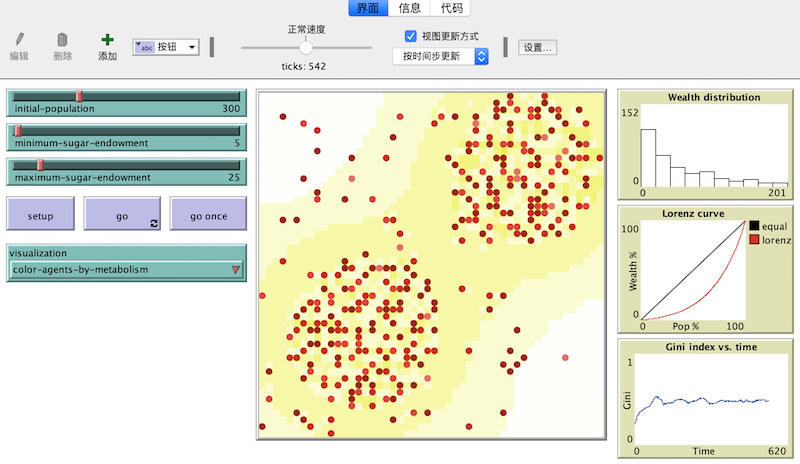 界面 信息 代码
编辑 删除 添加 abc 按钮 正常速度 ticks: 542 视图更新方式 按时间步更新 设置...
initial-population 300
minimum-sugar-endowment 5
maximum-sugar-endowment 25
setup go go once
visualization
color-agents-by-metabolism
Wealth distribution
152
0 201
Lorenz curve
100
Wealth %
0
0 Pop % 100
equal
lorenz
Gini index vs. time
1
Gini
0
0 Time 620